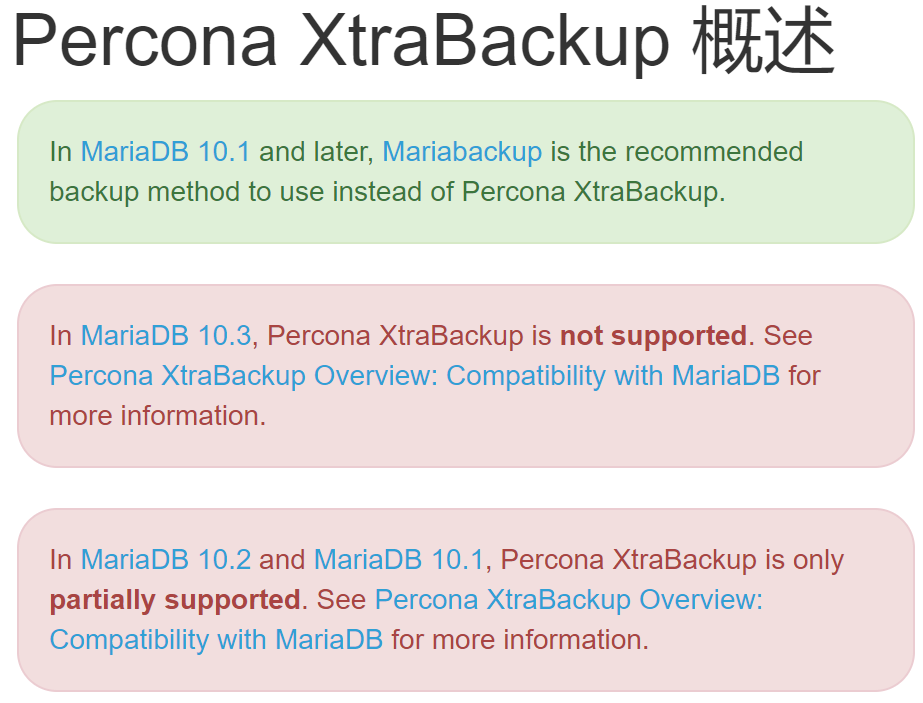 Percona XtraBackup 概述
In MariaDB 10.1 and later, Mariabackup is the recommended
backup method to use instead of Percona XtraBackup.
In MariaDB 10.3, Percona XtraBackup is not supported. See
Percona XtraBackup Overview: Compatibility with MariaDB for
more information.
In MariaDB 10.2 and MariaDB 10.1, Percona XtraBackup is only
partially supported. See Percona XtraBackup Overview:
Compatibility with MariaDB for more information.